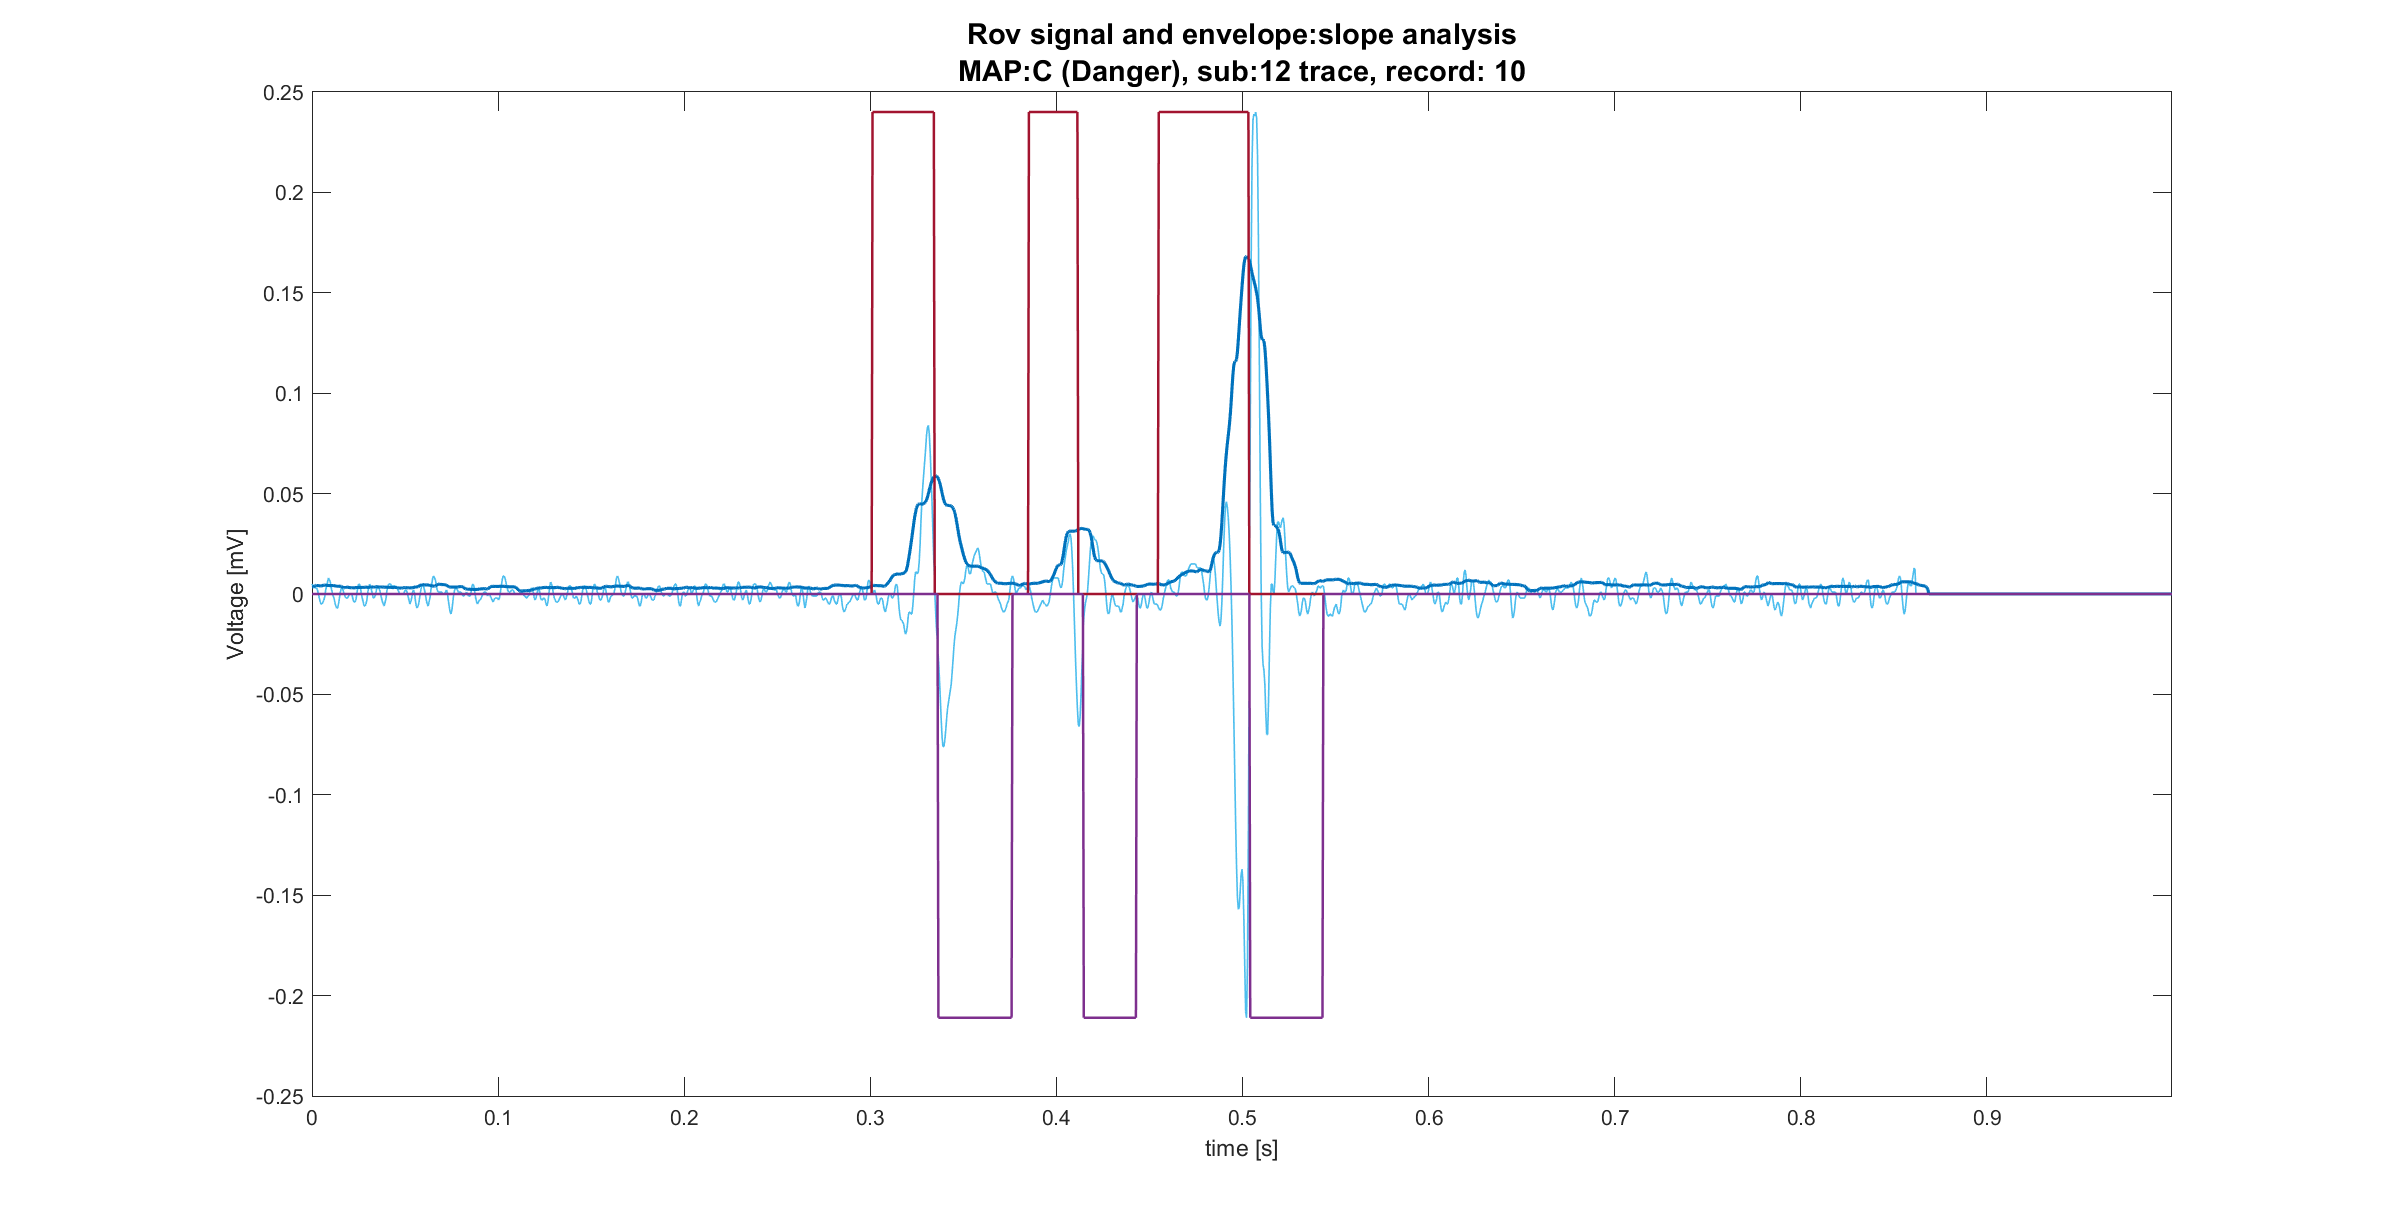 Rov signal and envelope:slope analysis
MAP:C (Danger), sub:12 trace, record: 10
0.25
0.2
0.15
0.1
0.05
0
-0.05
-0.1
-0.15
-0.2
-0.25
Voltage [mV]
0 0.1 0.2 0.3 0.4 0.5 0.6 0.7 0.8 0.9
time [s]